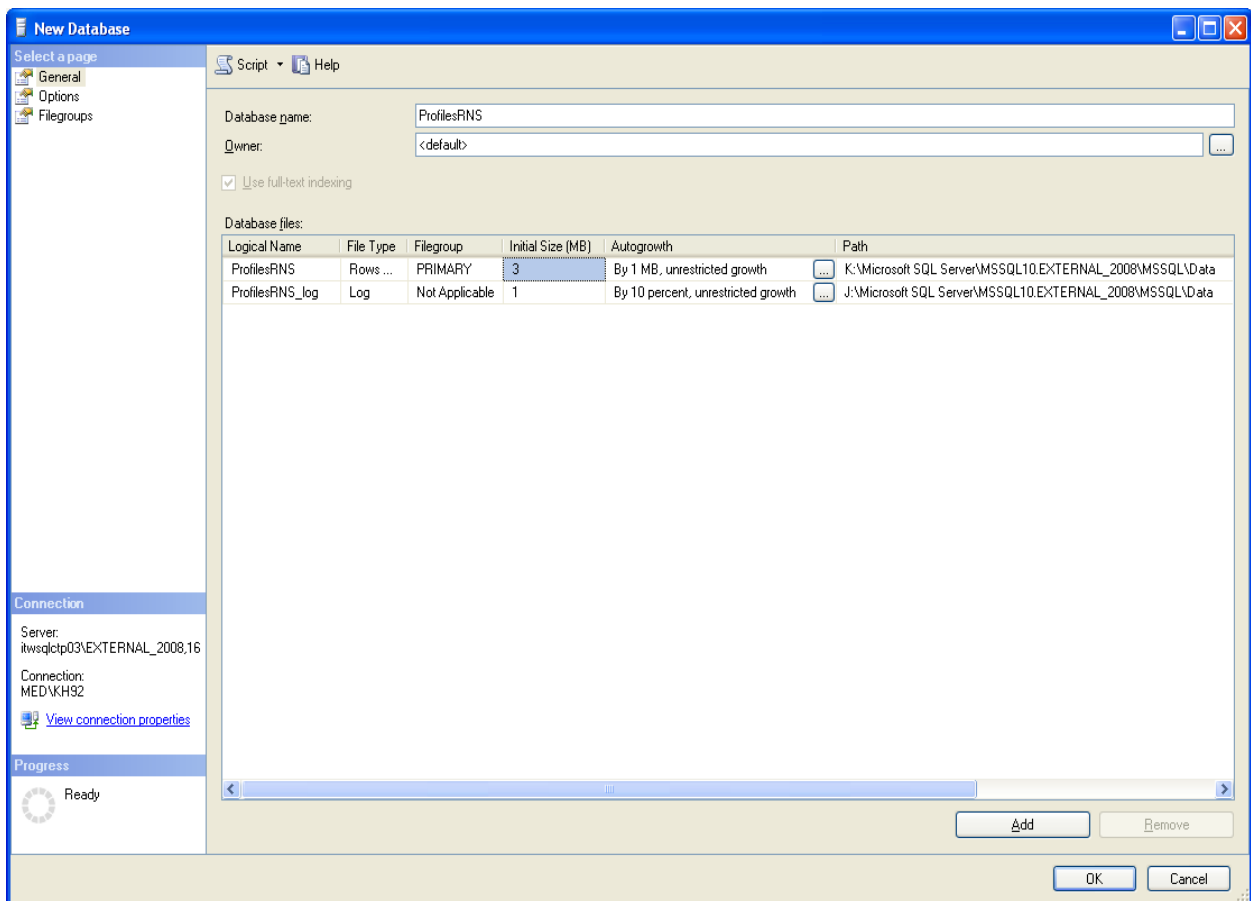 New Database
Select a page
General
Options
Filegroups
Script Help
Database name: ProfilesRNS
Owner: <default> ...
Use full-text indexing
Database files:
Logical Name File Type Filegroup Initial Size (MB) Autogrowth Path
ProfilesRNS Rows ... PRIMARY 3 By 1 MB, unrestricted growth ... K:\Microsoft SQL Server\MSSQL10.EXTERNAL_2008\MSSQL\Data
ProfilesRNS_log Log Not Applicable 1 By 10 percent, unrestricted growth ... J:\Microsoft SQL Server\MSSQL10.EXTERNAL_2008\MSSQL\Data
Connection
Server:
itwsqlctp03\EXTERNAL_2008,16
Connection:
MED\KH92
View connection properties
Progress
Ready
Add Remove
OK Cancel